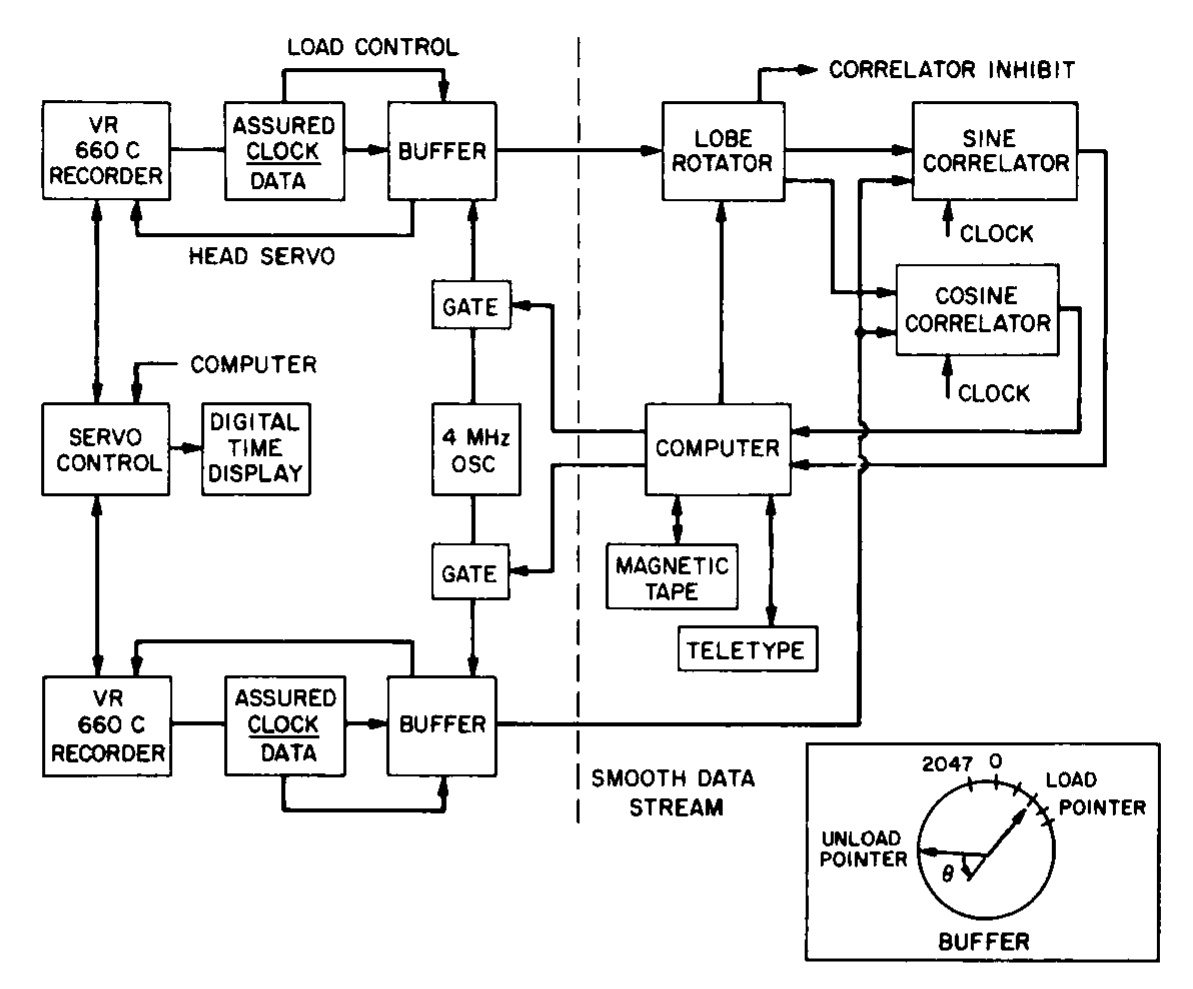 LOAD CONTROL
CORRELATOR INHIBIT
VR
660 C
RECORDER
ASSURED
CLOCK
DATA
BUFFER
LOBE
ROTATOR
SINE
CORRELATOR
HEAD SERVO
CLOCK
GATE
COSINE
CORRELATOR
COMPUTER
CLOCK
SERVO
CONTROL
DIGITAL
TIME
DISPLAY
4 MHz
OSC
COMPUTER
GATE
MAGNETIC
TAPE
TELETYPE
VR
660 C
RECORDER
ASSURED
CLOCK
DATA
BUFFER
SMOOTH DATA
STREAM
2047 0
LOAD
POINTER
UNLOAD
POINTER
θ
BUFFER